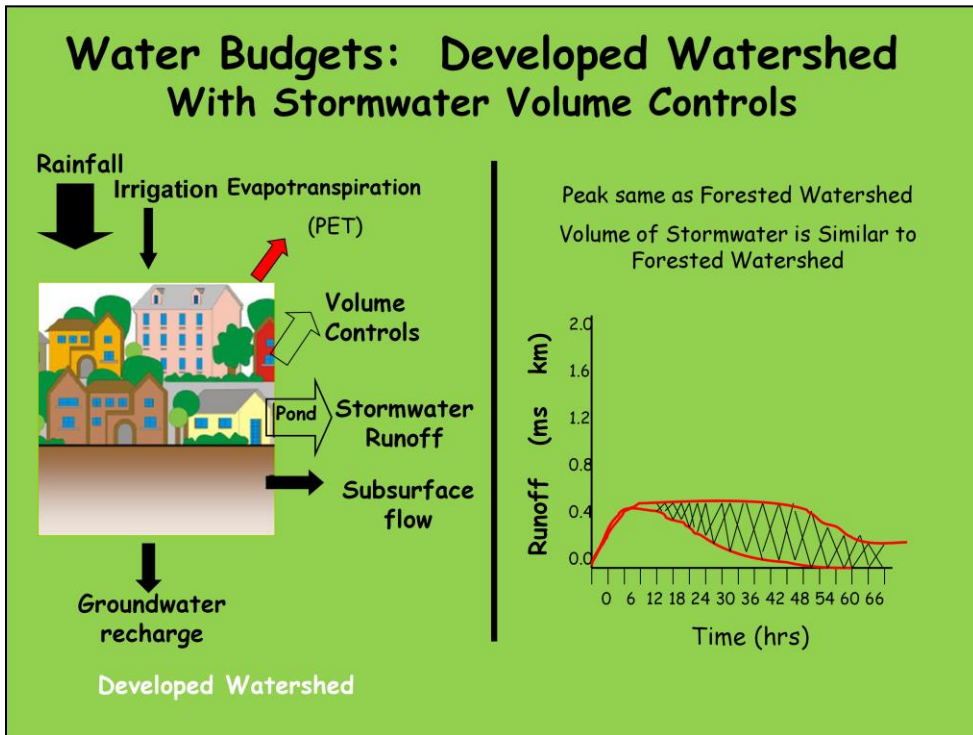 Water Budgets: Developed Watershed
With Stormwater Volume Controls
Rainfall
Irrigation
Evapotranspiration
(PET)
Volume
Controls
Pond
Stormwater
Runoff
Subsurface
flow
Groundwater
recharge
Developed Watershed
Peak same as Forested Watershed
Volume of Stormwater is Similar to
Forested Watershed
Runoff (ms km)
2.0
1.6
1.2
0.8
0.4
0.0
0 6 12 18 24 30 36 42 48 54 60 66
Time (hrs)